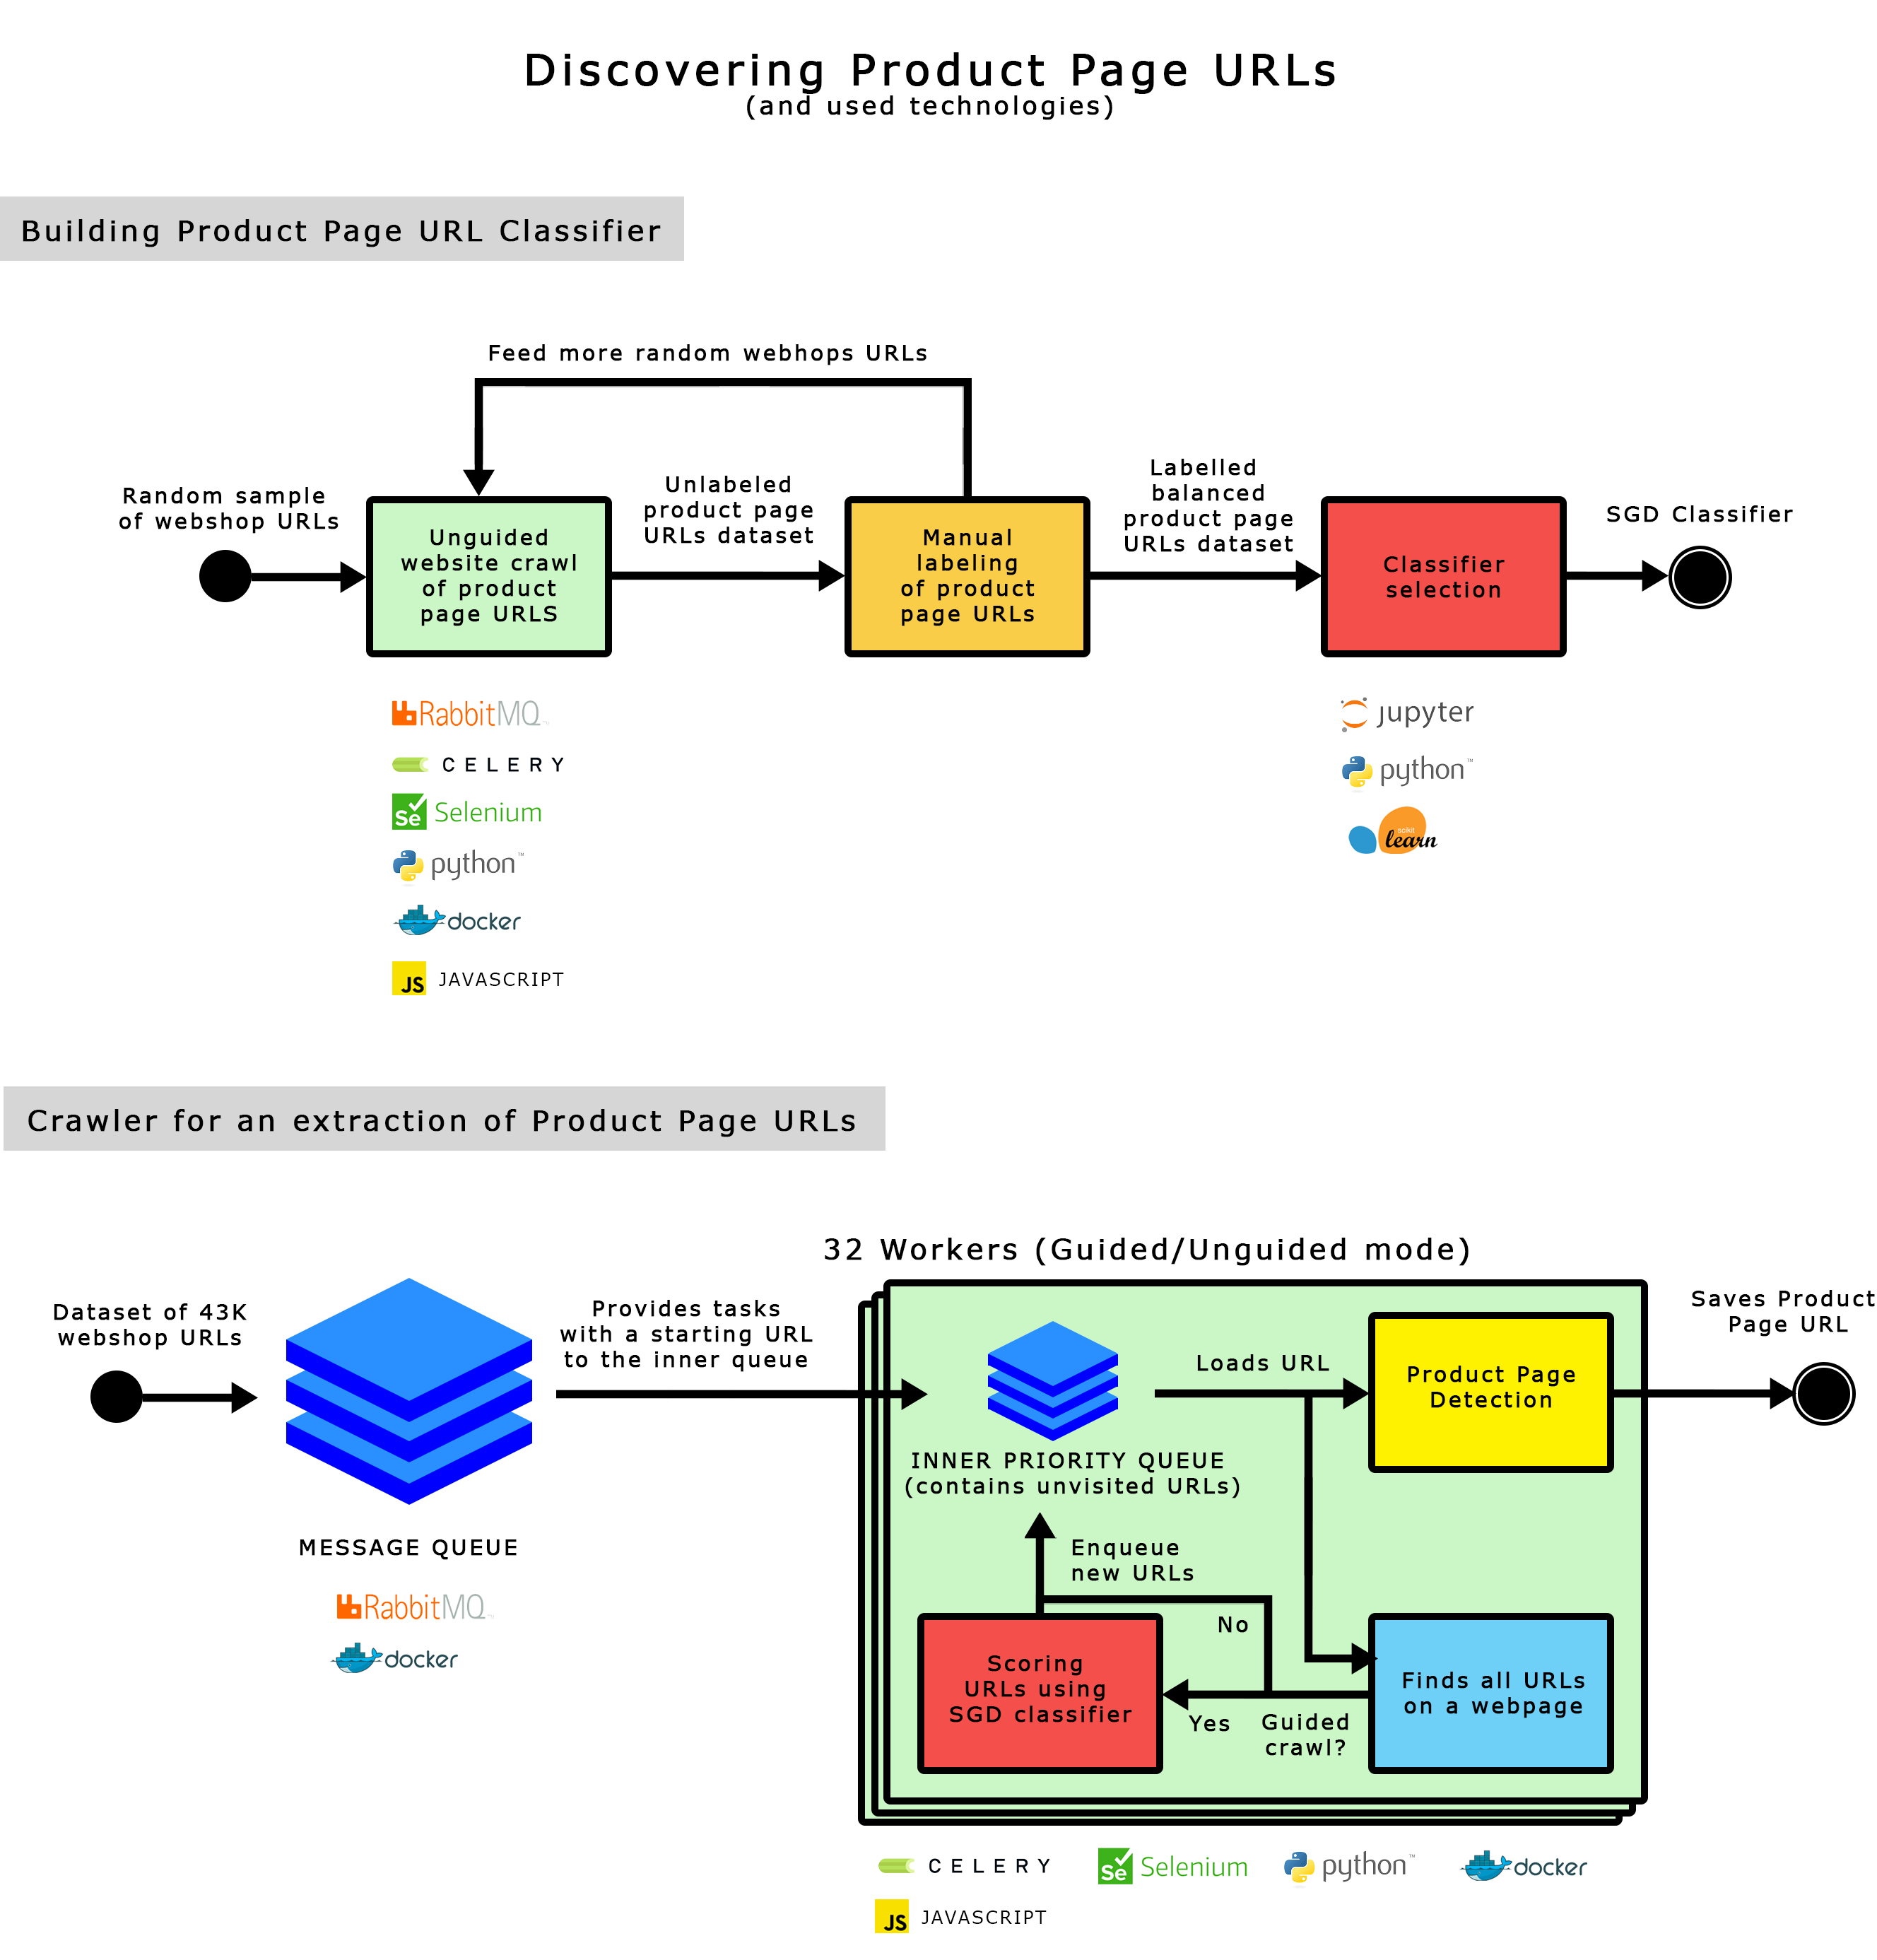 Discovering Product Page URLs
(and used technologies)
Building Product Page URL Classifier
Feed more random webhops URLs
Random sample
of webshop URLs
Unguided
website crawl
of product
page URLS
Unlabeled
product page
URLs dataset
Manual
labeling
of product
page URLs
Labelled
balanced
product page
URLs dataset
Classifier
selection
SGD Classifier
RabbitMQ
CELERY
Se Selenium
python™
docker
JS JAVASCRIPT
jupyter
python™
scikit
learn
Crawler for an extraction of Product Page URLs
32 Workers (Guided/Unguided mode)
Dataset of 43K
webshop URLs
MESSAGE QUEUE
RabbitMQ
docker
Provides tasks
with a starting URL
to the inner queue
INNER PRIORITY QUEUE
(contains unvisited URLs)
Loads URL
Product Page
Detection
Saves Product
Page URL
Enqueue
new URLs
No
Scoring
URLs using
SGD classifier
Yes
Guided
crawl?
Finds all URLs
on a webpage
CELERY
Se Selenium
python™
docker
JS JAVASCRIPT